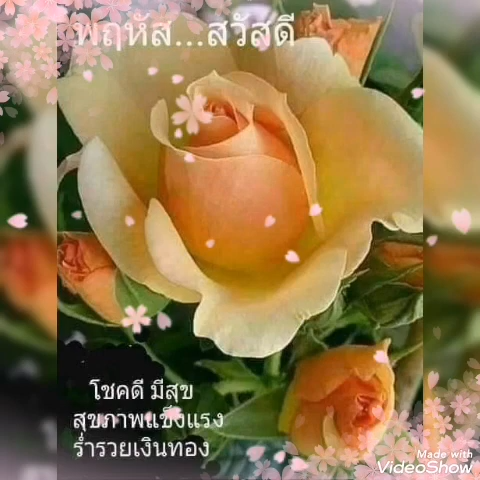 พฤหัส...สวัสดี
โชคดี มีสุข
สุขภาพแข็งแรง
ร่ำรวยเงินทอง
Made with
VideoShow